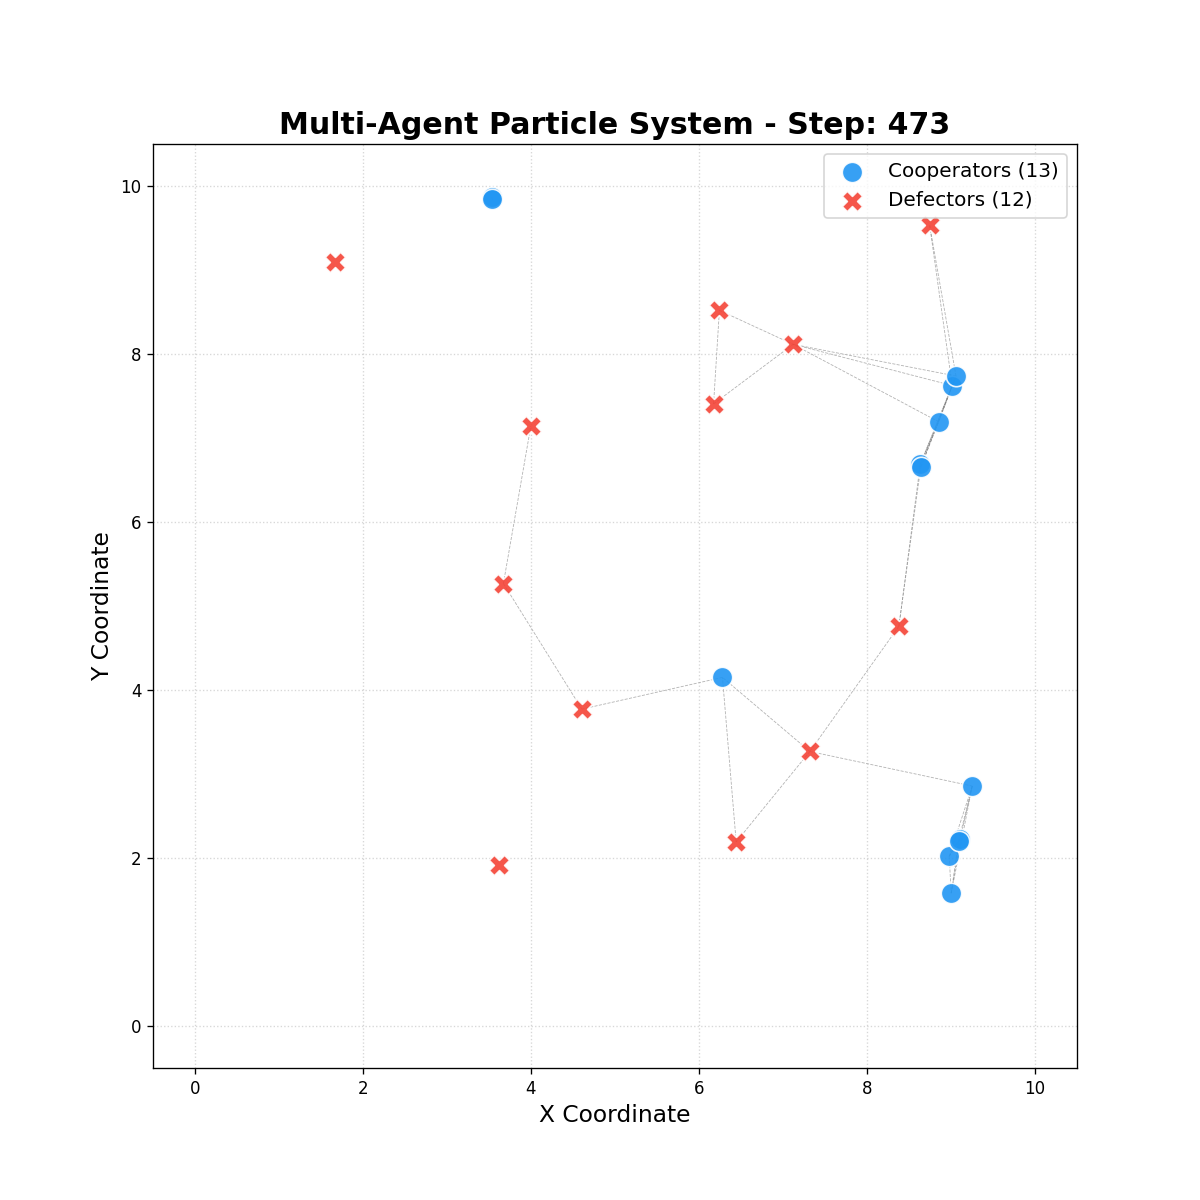 Multi-Agent Particle System - Step: 473
Cooperators (13)
Defectors (12)
10
8
6
4
2
0
Y Coordinate
0 2 4 6 8 10
X Coordinate